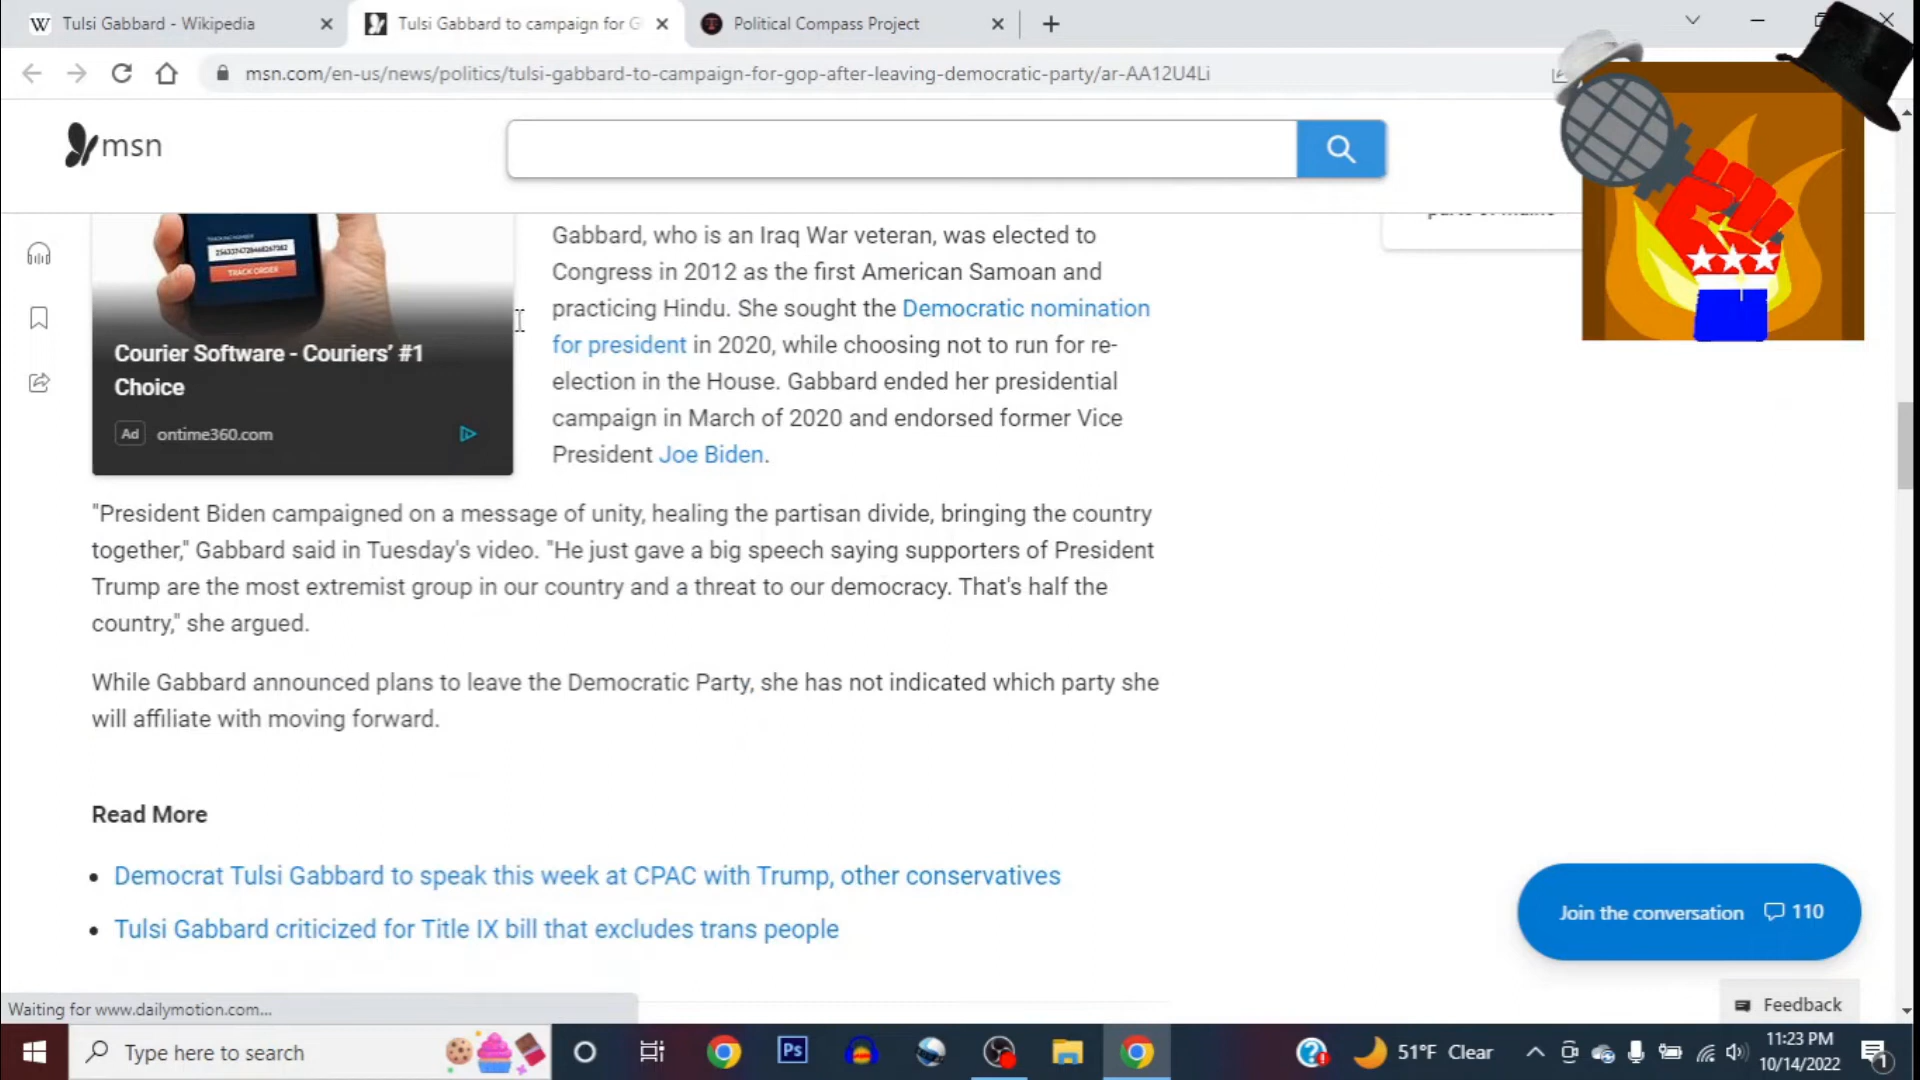 Tulsi Gabbard - Wikipedia
Tulsi Gabbard to campaign for G
Political Compass Project
msn.com/en-us/news/politics/tulsi-gabbard-to-campaign-for-gop-after-leaving-democratic-party/ar-AA12U4Li
msn
TRACK ORDER
Courier Software - Couriers’ #1
Choice
Ad ontime360.com
Gabbard, who is an Iraq War veteran, was elected to
Congress in 2012 as the first American Samoan and
practicing Hindu. She sought the Democratic nomination
for president in 2020, while choosing not to run for re-
election in the House. Gabbard ended her presidential
campaign in March of 2020 and endorsed former Vice
President Joe Biden.
"President Biden campaigned on a message of unity, healing the partisan divide, bringing the country
together," Gabbard said in Tuesday's video. "He just gave a big speech saying supporters of President
Trump are the most extremist group in our country and a threat to our democracy. That's half the
country," she argued.
While Gabbard announced plans to leave the Democratic Party, she has not indicated which party she
will affiliate with moving forward.
Read More
• Democrat Tulsi Gabbard to speak this week at CPAC with Trump, other conservatives
• Tulsi Gabbard criticized for Title IX bill that excludes trans people
Join the conversation 110
Feedback
Waiting for www.dailymotion.com...
Type here to search
Ps
51°F Clear
11:23 PM
10/14/2022
1